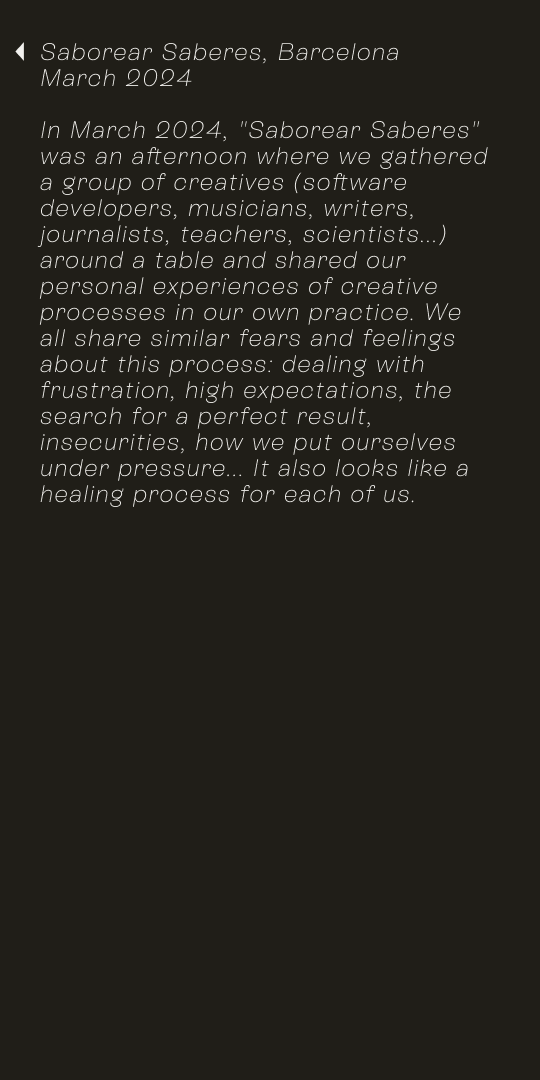 Saborear Saberes, Barcelona
March 2024
In March 2024, "Saborear Saberes"
was an afternoon where we gathered
a group of creatives (software
developers, musicians, writers,
journalists, teachers, scientists...)
around a table and shared our
personal experiences of creative
processes in our own practice. We
all share similar fears and feelings
about this process: dealing with
frustration, high expectations, the
search for a perfect result,
insecurities, how we put ourselves
under pressure... It also looks like a
healing process for each of us.